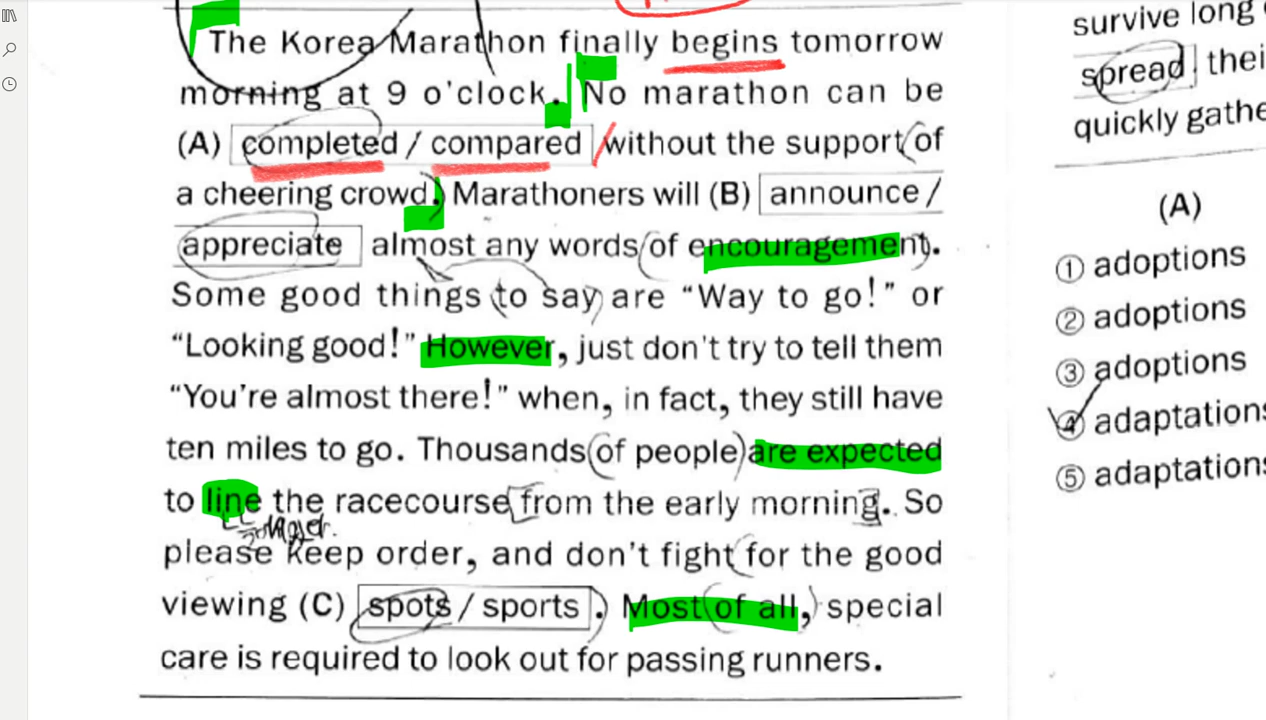 The Korea Marathon finally begins tomorrow
morning at 9 o'clock. No marathon can be
(A) completed / compared without the support of
a cheering crowd. Marathoners will (B) announce /
appreciate almost any words of encouragement.
Some good things to say are “Way to go!” or
“Looking good!” However, just don't try to tell them
“You're almost there!” when, in fact, they still have
ten miles to go. Thousands of people are expected
to line the racecourse from the early morning. So
please keep order, and don't fight for the good
viewing (C) spots / sports . Most of all, special
care is required to look out for passing runners.
survive long
spread thei
quickly gathe
(A)
① adoptions
② adoptions
③ adoptions
④ adaptations
⑤ adaptations